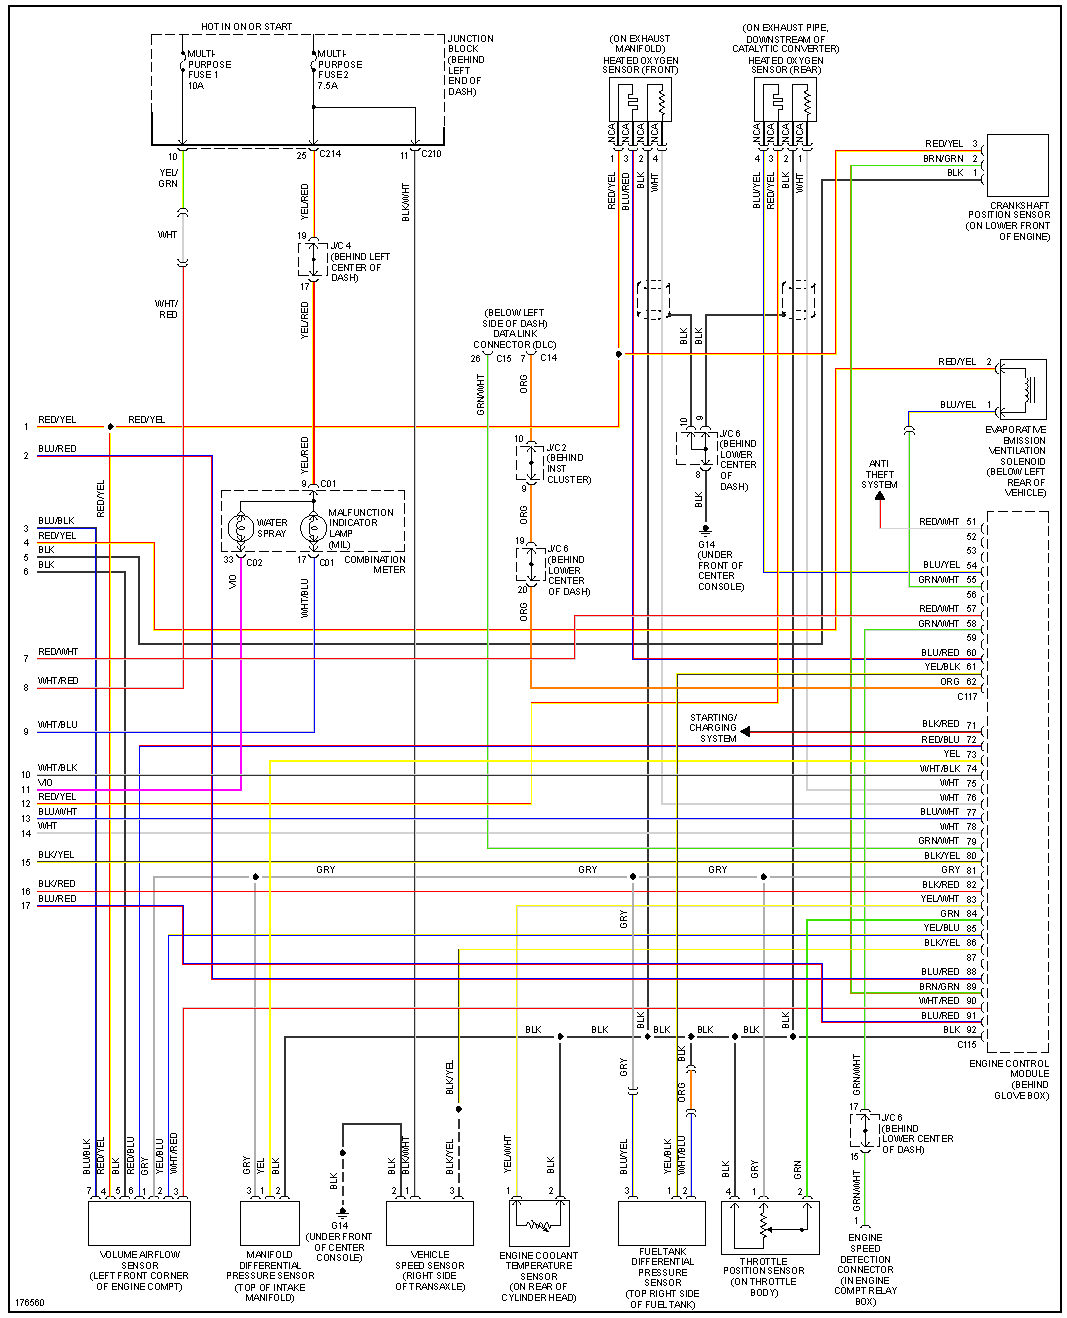 HOT IN ON OR START
MULTI-
PURPOSE
FUSE 1
10A
MULTI-
PURPOSE
FUSE 2
7.5A
JUNCTION
BLOCK
(BEHIND
LEFT
END OF
DASH)
10
25
C214
11
C210
YEL/
GRN
WHT
WHT/
RED
YEL/RED
BLK/WHT
19
J/C 4
(BEHIND LEFT
CENTER OF
DASH)
17
YEL/RED
YEL/RED
9
C01
WATER
SPRAY
MALFUNCTION
INDICATOR
LAMP
(MIL)
33
C02
17
C01
COMBINATION
METER
VIO
WHT/BLU
(ON EXHAUST
MANIFOLD)
HEATED OXYGEN
SENSOR (FRONT)
NCA
NCA
NCA
NCA
1
3
2
4
RED/YEL
BLU/RED
BLK
WHT
(ON EXHAUST PIPE,
DOWNSTREAM OF
CATALYTIC CONVERTER)
HEATED OXYGEN
SENSOR (REAR)
NCA
NCA
NCA
NCA
4
3
2
1
BLU/YEL
RED/YEL
BLK
WHT
RED/YEL 3
BRN/GRN 2
BLK 1
CRANKSHAFT
POSITION SENSOR
(ON LOWER FRONT
OF ENGINE)
(BELOW LEFT
SIDE OF DASH)
DATA LINK
CONNECTOR (DLC)
26
C15
7
C14
GRN/WHT
ORG
10
J/C 2
(BEHIND
INST
CLUSTER)
9
ORG
19
J/C 6
(BEHIND
LOWER
CENTER
OF DASH)
20
ORG
BLK
BLK
10
9
J/C 6
(BEHIND
LOWER
CENTER
OF
DASH)
8
BLK
G14
(UNDER
FRONT OF
CENTER
CONSOLE)
RED/YEL 2
BLU/YEL 1
EVAPORATIVE
EMISSION
VENTILATION
SOLENOID
(BELOW LEFT
REAR OF
VEHICLE)
ANTI
THEFT
SYSTEM
STARTING/
CHARGING
SYSTEM
1 RED/YEL
RED/YEL
2 BLU/RED
RED/YEL
3 BLU/BLK
4 RED/YEL
5 BLK
6 BLK
7 RED/WHT
8 WHT/RED
9 WHT/BLU
10 WHT/BLK
11 VIO
12 RED/YEL
13 BLU/WHT
14 WHT
15 BLK/YEL
16 BLK/RED
17 BLU/RED
RED/WHT 51
52
53
BLU/YEL 54
GRN/WHT 55
56
RED/WHT 57
GRN/WHT 58
59
BLU/RED 60
YEL/BLK 61
ORG 62
C117
BLK/RED 71
RED/BLU 72
YEL 73
WHT/BLK 74
WHT 75
WHT 76
BLU/WHT 77
WHT 78
GRN/WHT 79
BLK/YEL 80
GRY 81
BLK/RED 82
YEL/WHT 83
GRN 84
YEL/BLU 85
BLK/YEL 86
87
BLU/RED 88
BRN/GRN 89
WHT/RED 90
BLU/RED 91
BLK 92
C115
ENGINE CONTROL
MODULE
(BEHIND
GLOVE BOX)
GRY
GRY
GRY
GRY
BLK
BLK
BLK
BLK
BLK
BLK
BLK
BLK
GRY
ORG
BLK/YEL
GRN/WHT
17
J/C 6
(BEHIND
LOWER CENTER
OF DASH)
15
GRN/WHT
1
ENGINE
SPEED
DETECTION
CONNECTOR
(IN ENGINE
COMPT RELAY
BOX)
BLU/BLK
RED/YEL
BLK
RED/BLU
GRY
YEL/BLU
WHT/RED
7
4
5
6
1
2
3
VOLUME AIRFLOW
SENSOR
(LEFT FRONT CORNER
OF ENGINE COMPT)
GRY
YEL
BLK
3
1
2
MANIFOLD
DIFFERENTIAL
PRESSURE SENSOR
(TOP OF INTAKE
MANIFOLD)
BLK
G14
(UNDER FRONT
OF CENTER
CONSOLE)
BLK
BLK/WHT
BLK/YEL
2
1
3
VEHICLE
SPEED SENSOR
(RIGHT SIDE
OF TRANSAXLE)
YEL/WHT
BLK
1
2
ENGINE COOLANT
TEMPERATURE
SENSOR
(ON REAR OF
CYLINDER HEAD)
BLU/YEL
YEL/BLK
WHT/BLU
3
1
2
FUEL TANK
DIFFERENTIAL
PRESSURE
SENSOR
(TOP RIGHT SIDE
OF FUEL TANK)
BLK
GRY
GRN
4
1
2
THROTTLE
POSITION SENSOR
(ON THROTTLE
BODY)
176560